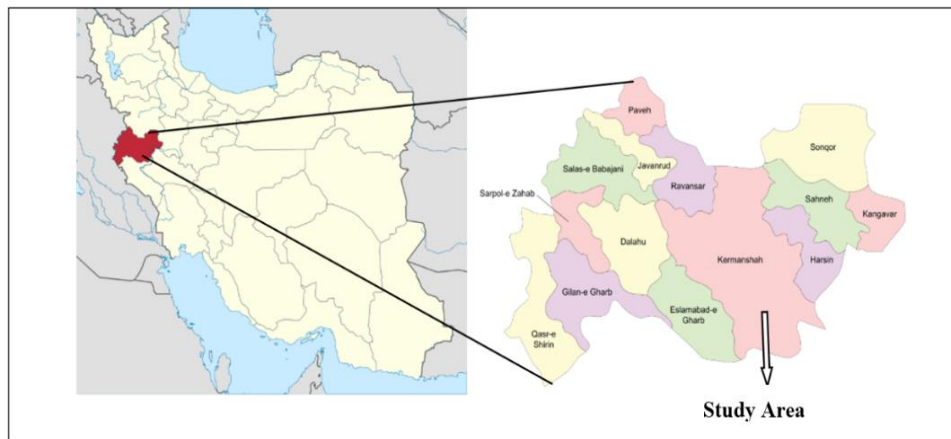 Paveh
Sonqor
Javanrud
Salas-e Babajani
Ravansar
Sarpol-e Zahab
Sahneh
Kangavar
Dalahu
Kermanshah
Harsin
Gilan-e Gharb
Eslamabad-e
Gharb
Qasr-e
Shirin
Study Area